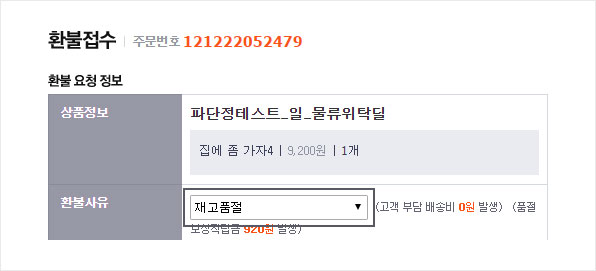 환불접수 | 주문번호 121222052479
환불 요청 정보
상품정보
파단정테스트_일_물류위탁딜
집에 좀 가자4 | 9,200원 | 1개
환불사유
재고품절 ▼ (고객 부담 배송비 0원 발생) (품절
보상적립금 920원 발생)